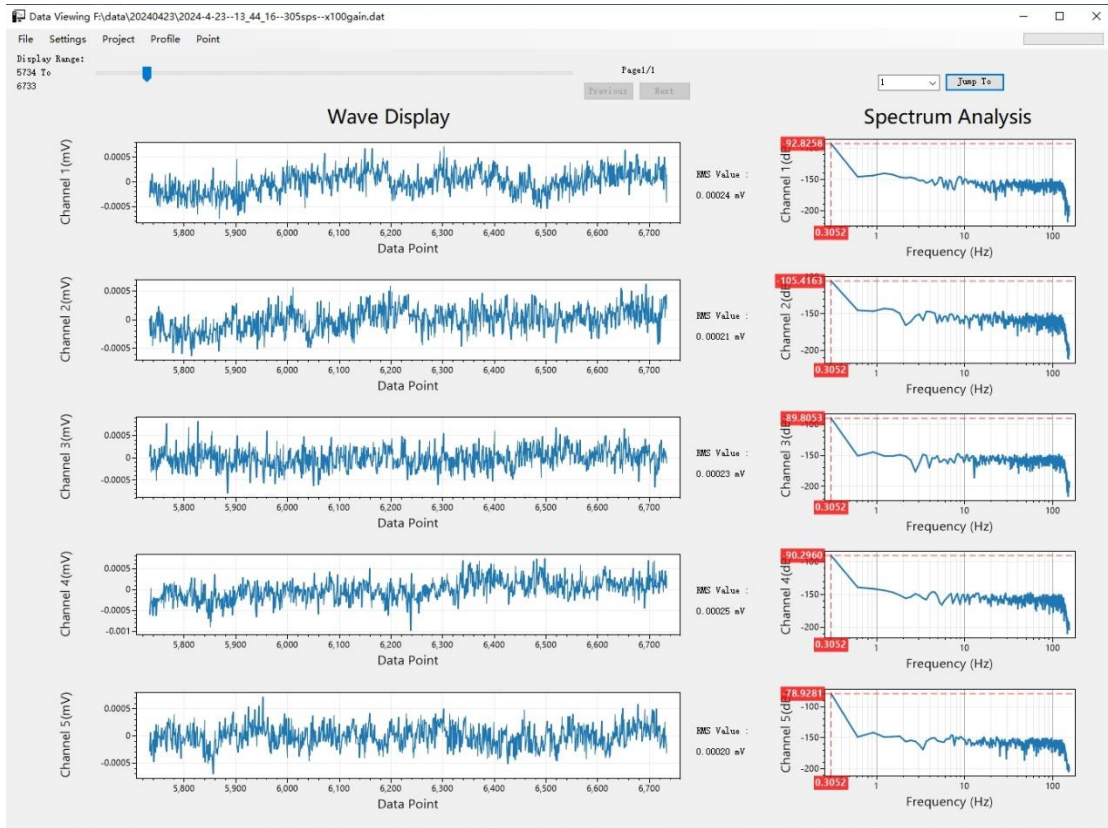 Data Viewing F:\data\20240423\2024-4-23--13_44_16--305sps--x100gain.dat
File Settings Project Profile Point
Display Range:
5734 To
6733
Page1/1
Previous Next
1 Jump To
Wave Display
Spectrum Analysis
Channel 1(mV)
0.0005
0
-0.0005
5,800 5,900 6,000 6,100 6,200 6,300 6,400 6,500 6,600 6,700
Data Point
RMS Value :
0.00024 mV
Channel 1(dB
-92.8258
-150
-200
0.3052 1 10 100
Frequency (Hz)
Channel 2(mV)
0.0005
0
-0.0005
5,800 5,900 6,000 6,100 6,200 6,300 6,400 6,500 6,600 6,700
Data Point
RMS Value :
0.00021 mV
Channel 2(dB
-105.4163
-150
-200
0.3052 1 10 100
Frequency (Hz)
Channel 3(mV)
0.0005
0
-0.0005
5,800 5,900 6,000 6,100 6,200 6,300 6,400 6,500 6,600 6,700
Data Point
RMS Value :
0.00023 mV
Channel 3(dB
-89.8053
-150
-200
0.3052 1 10 100
Frequency (Hz)
Channel 4(mV)
0.0005
0
-0.0005
-0.001
5,800 5,900 6,000 6,100 6,200 6,300 6,400 6,500 6,600 6,700
Data Point
RMS Value :
0.00025 mV
Channel 4(dB
-90.2960
-150
-200
0.3052 1 10 100
Frequency (Hz)
Channel 5(mV)
0.0005
0
-0.0005
5,800 5,900 6,000 6,100 6,200 6,300 6,400 6,500 6,600 6,700
Data Point
RMS Value :
0.00020 mV
Channel 5(dB
-78.9281
-100
-150
-200
0.3052 1 10 100
Frequency (Hz)